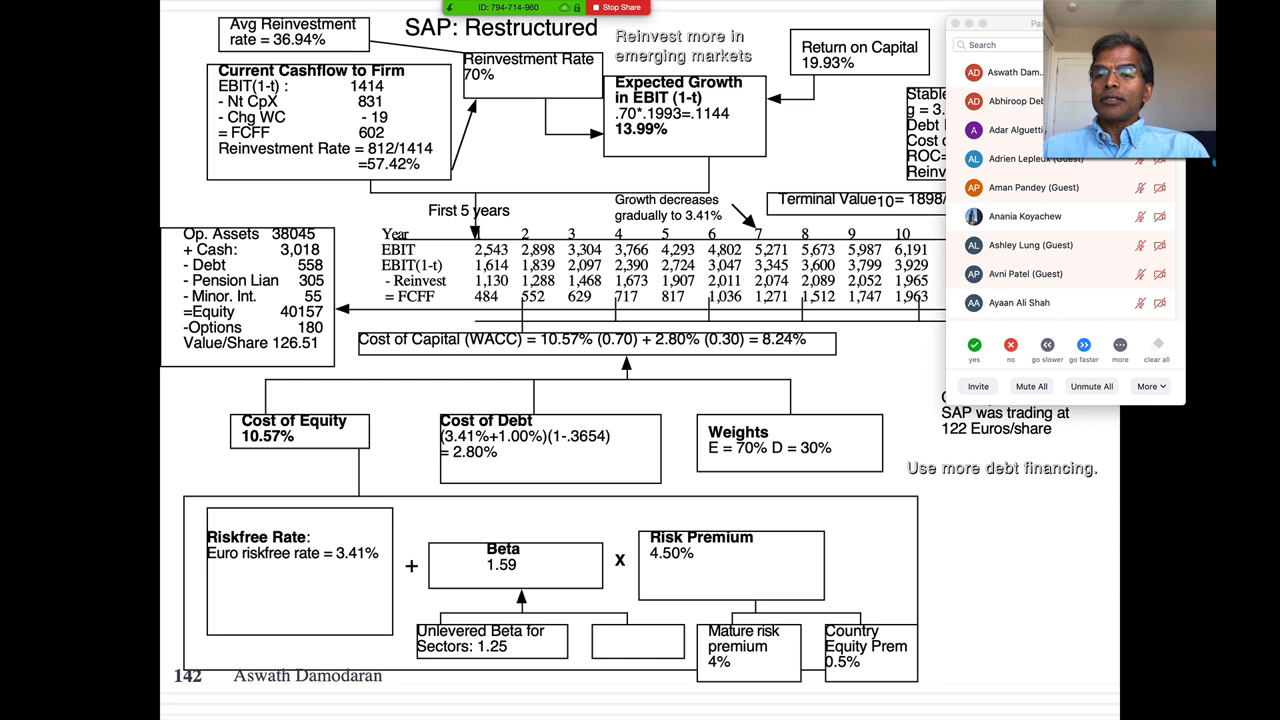 ID: 794-714-960
Stop Share
SAP: Restructured
Avg Reinvestment
rate = 36.94%
Reinvest more in
emerging markets
Reinvestment Rate
70%
Return on Capital
19.93%
Current Cashflow to Firm
EBIT(1-t) : 1414
- Nt CpX 831
- Chg WC - 19
= FCFF 602
Reinvestment Rate = 812/1414
=57.42%
Expected Growth
in EBIT (1-t)
.70*.1993=.1144
13.99%
g = 3.
Debt
Cost
ROC=
First 5 years
Growth decreases
gradually to 3.41%
Terminal Value10= 1898/
Op. Assets 38045
+ Cash: 3,018
- Debt 558
- Pension Lian 305
- Minor. Int. 55
=Equity 40157
-Options 180
Value/Share 126.51
Year 1 2 3 4 5 6 7 8 9 10
EBIT 2,543 2,898 3,304 3,766 4,293 4,802 5,271 5,673 5,987 6,191
EBIT(1-t) 1,614 1,839 2,097 2,390 2,724 3,047 3,345 3,600 3,799 3,929
- Reinvest 1,130 1,288 1,468 1,673 1,907 2,011 2,074 2,089 2,052 1,965
= FCFF 484 552 629 717 817 1,036 1,271 1,512 1,747 1,963
Cost of Capital (WACC) = 10.57% (0.70) + 2.80% (0.30) = 8.24%
Cost of Equity
10.57%
Cost of Debt
(3.41%+1.00%)(1-.3654)
= 2.80%
Weights
E = 70% D = 30%
SAP was trading at
122 Euros/share
Use more debt financing.
Riskfree Rate:
Euro riskfree rate = 3.41%
+
Beta
1.59
X
Risk Premium
4.50%
Unlevered Beta for
Sectors: 1.25
Mature risk
premium
4%
Country
Equity Prem
0.5%
142 Aswath Damodaran
Search
AD Aswath Dam...
AD Abhiroop Deb
A Adar Alguetti
AL Adrien Lepleux (Guest)
AP Aman Pandey (Guest)
Anania Koyachew
AL Ashley Lung (Guest)
AP Avni Patel (Guest)
AA Ayaan Ali Shah
yes no go slower go faster more clear all
Invite Mute All Unmute All More